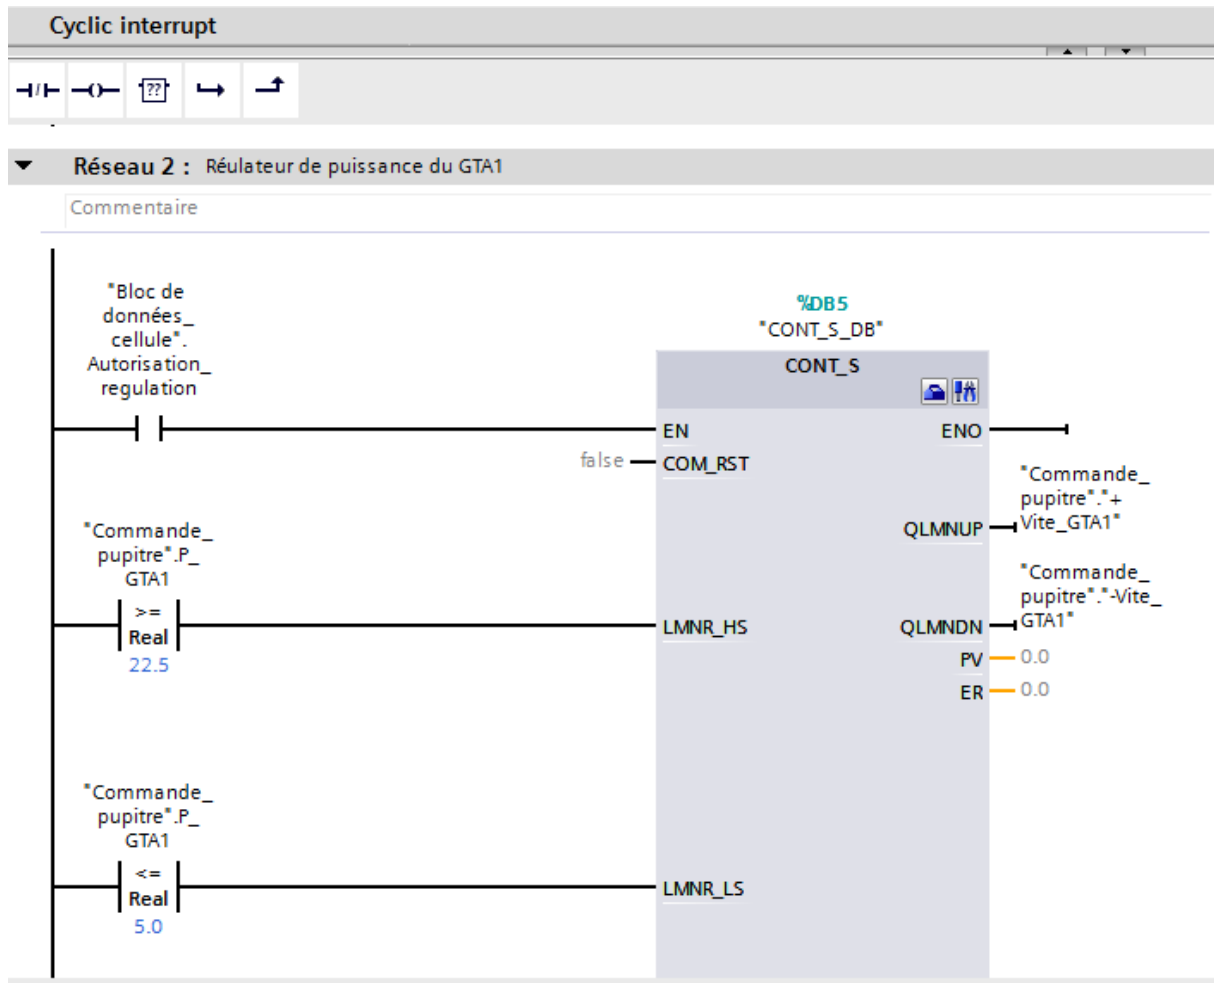 Cyclic interrupt
??
Réseau 2 : Réulateur de puissance du GTA1
Commentaire
"Bloc de
données_
cellule".
Autorisation_
regulation
%DB5
"CONT_S_DB"
CONT_S
EN
ENO
false
COM_RST
"Commande_
pupitre"."+
Vite_GTA1"
QLMNUP
"Commande_
pupitre".P_
GTA1
>=
Real
22.5
LMNR_HS
"Commande_
pupitre"."-Vite_
GTA1"
QLMNDN
PV
0.0
ER
0.0
"Commande_
pupitre".P_
GTA1
<=
Real
5.0
LMNR_LS